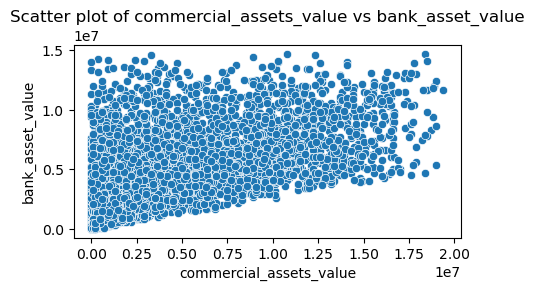 Scatter plot of commercial_assets_value vs bank_asset_value
1e7
1.5
1.0
0.5
0.0
bank_asset_value
0.00 0.25 0.50 0.75 1.00 1.25 1.50 1.75 2.00
commercial_assets_value
1e7